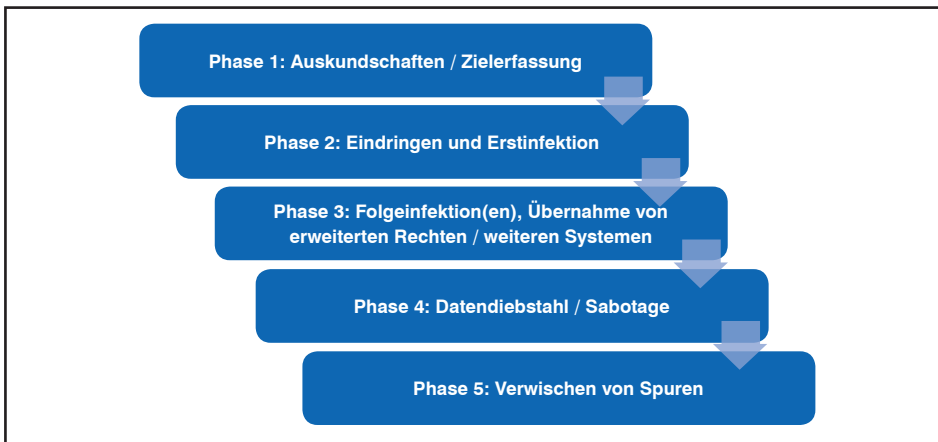 Phase 1: Auskundschaften / Zielerfassung
Phase 2: Eindringen und Erstinfektion
Phase 3: Folgeinfektion(en), Übernahme von
erweiterten Rechten / weiteren Systemen
Phase 4: Datendiebstahl / Sabotage
Phase 5: Verwischen von Spuren